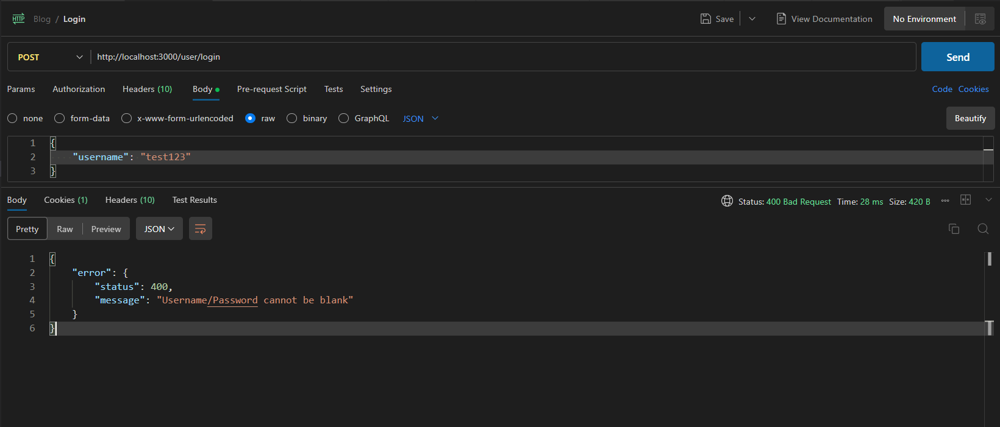 HTTP Blog / Login Save View Documentation No Environment
POST http://localhost:3000/user/login Send
Params Authorization Headers (10) Body Pre-request Script Tests Settings Code Cookies
none form-data x-www-form-urlencoded raw binary GraphQL JSON Beautify
1 {
2 "username": "test123"
3 }
Body Cookies (1) Headers (10) Test Results Status: 400 Bad Request Time: 28 ms Size: 420 B
Pretty Raw Preview JSON
1 {
2 "error": {
3 "status": 400,
4 "message": "Username/Password cannot be blank"
5 }
6 }